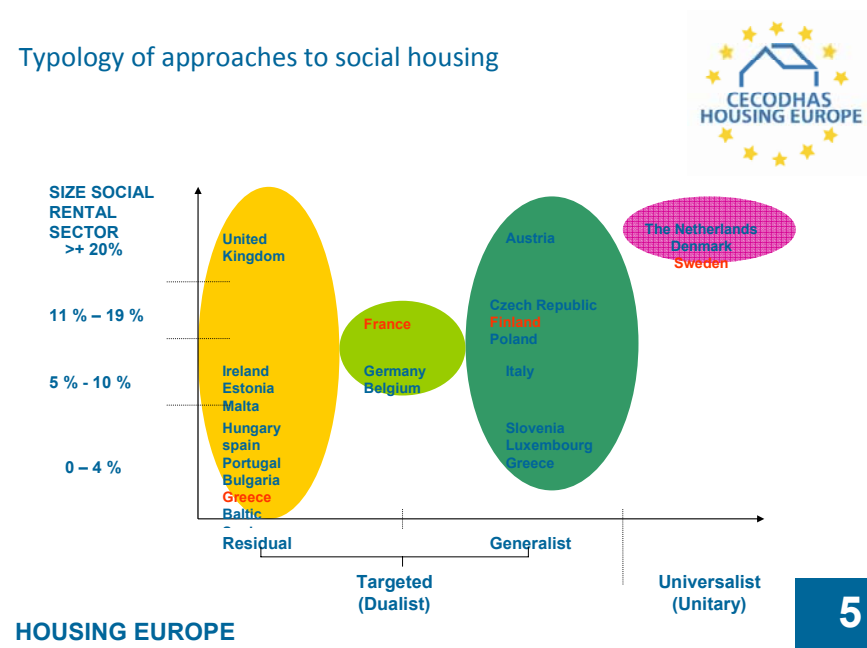 Typology of approaches to social housing
CECODHAS
HOUSING EUROPE
SIZE SOCIAL
RENTAL
SECTOR
>+ 20%
11 % – 19 %
5 % - 10 %
0 – 4 %
United
Kingdom
Ireland
Estonia
Malta
Hungary
spain
Portugal
Bulgaria
Greece
Baltic
France
Germany
Belgium
Austria
Czech Republic
Finland
Poland
Italy
Slovenia
Luxembourg
Greece
The Netherlands
Denmark
Sweden
Residual
Generalist
Targeted
(Dualist)
Universalist
(Unitary)
HOUSING EUROPE
5